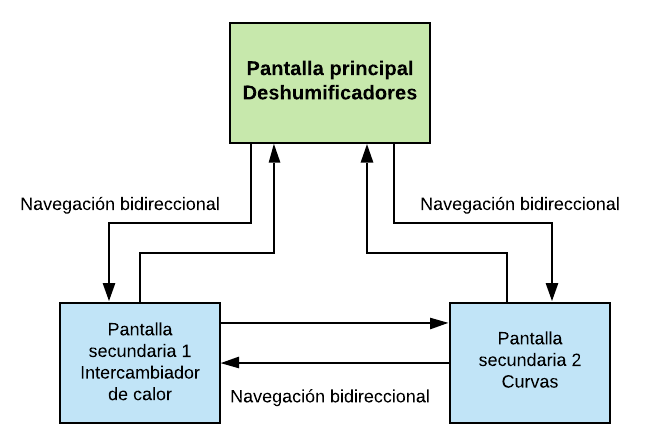 Pantalla principal
Deshumificadores
Navegación bidireccional
Navegación bidireccional
Pantalla
secundaria 1
Intercambiador
de calor
Pantalla
secundaria 2
Curvas
Navegación bidireccional